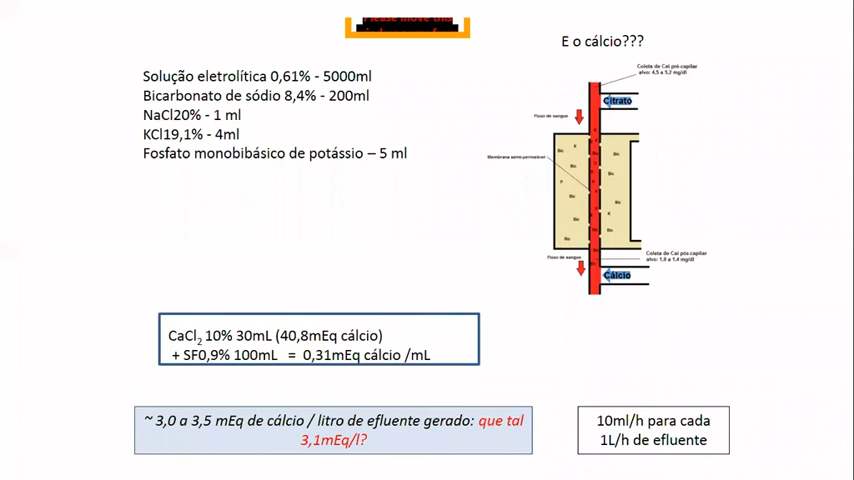 Please move this
E o cálcio???
Solução eletrolítica 0,61% - 5000ml
Bicarbonato de sódio 8,4% - 200ml
NaCl20% - 1 ml
KCl19,1% - 4ml
Fosfato monobibásico de potássio – 5 ml
Coleta de Cai pré-capilar
alvo: 4,5 a 5,2 mg/dl
Citrato
Fluxo de sangue
Membrana semi-permeável
Fluxo de sangue
Coleta de Cai pós-capilar
alvo: 1,0 a 1,4 mg/dl
Cálcio
CaCl2 10% 30mL (40,8mEq cálcio)
+ SF0,9% 100mL = 0,31mEq cálcio /mL
~ 3,0 a 3,5 mEq de cálcio / litro de efluente gerado: que tal
3,1mEq/l?
10ml/h para cada
1L/h de efluente